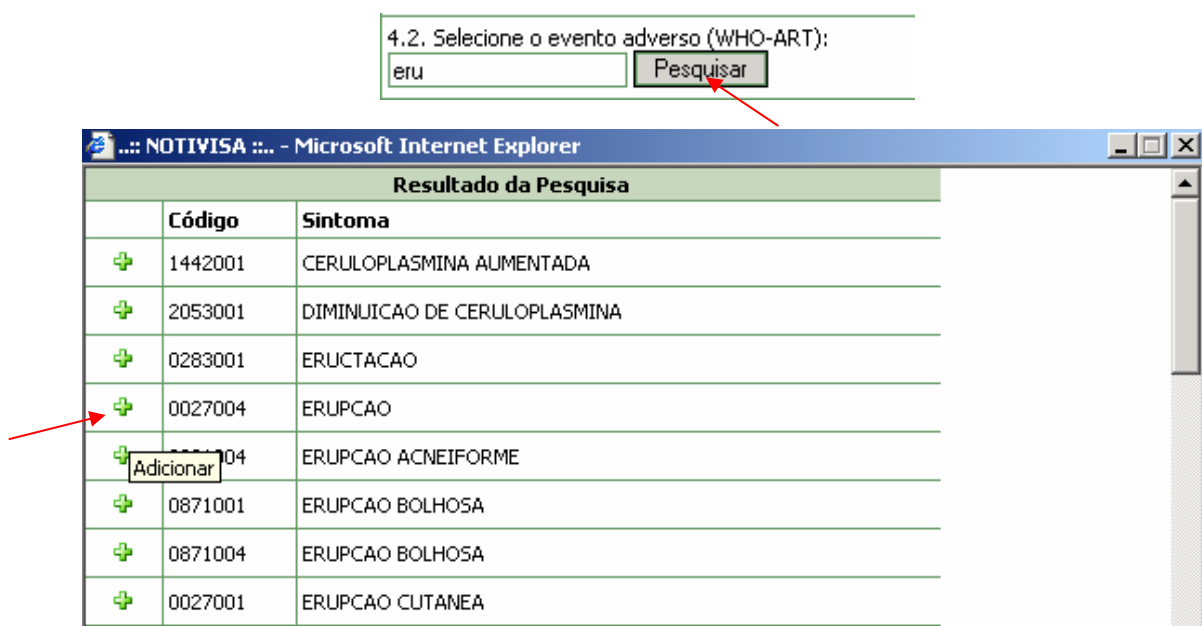 4.2. Selecione o evento adverso (WHO-ART):
eru Pesquisar
..:: NOTIVISA ::.. - Microsoft Internet Explorer
Resultado da Pesquisa
Código Sintoma
1442001 CERULOPLASMINA AUMENTADA
2053001 DIMINUICAO DE CERULOPLASMINA
0283001 ERUCTACAO
0027004 ERUPCAO
Adicionar 04 ERUPCAO ACNEIFORME
0871001 ERUPCAO BOLHOSA
0871004 ERUPCAO BOLHOSA
0027001 ERUPCAO CUTANEA